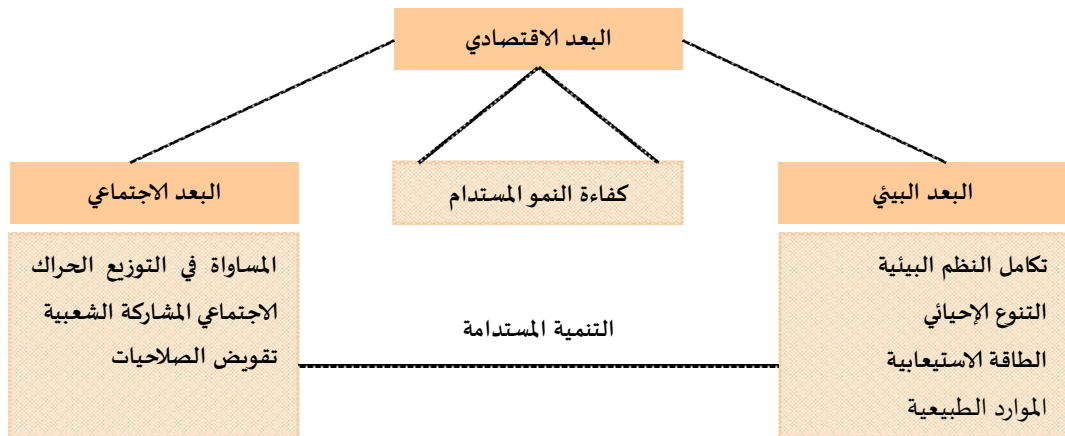 البعد الاقتصادي
البعد البيئي
كفاءة النمو المستدام
البعد الاجتماعي
تكامل النظم البيئية
التنوع الإحيائي
الطاقة الاستيعابية
الموارد الطبيعية
التنمية المستدامة
المساواة في التوزيع الحراك
الاجتماعي المشاركة الشعبية
تقويض الصلاحيات